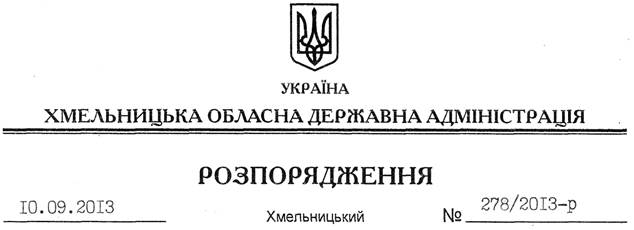 УКРАЇНА
ХМЕЛЬНИЦЬКА ОБЛАСНА ДЕРЖАВНА АДМІНІСТРАЦІЯ
РОЗПОРЯДЖЕННЯ
10.09.2013 Хмельницький № 278/2013-р